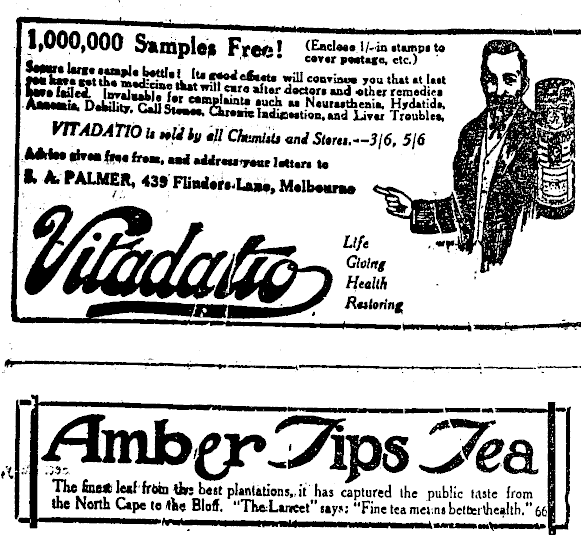 1,000,000 Samples Free! (Enclose 1/- in stamps to
cover postage, etc.)
Secure large sample bottle! Its good effects will convince you that at last
you have got the medicine that will cure after doctors and other remedies
have failed. Invaluable for complaints such as Neurasthenia, Hydatids,
Anaemia, Debility, Gall Stones, Chronic Indigestion, and Liver Troubles.
VITADATIO is sold by all Chemists and Stores.--3/6, 5/6
Advice given free from, and address your letters to
S. A. PALMER, 439 Flinders-Lane, Melbourne
Vitadatio
Life
Giving
Health
Restoring
Amber Tips Tea
The finest leaf from the best plantations, it has captured the public taste from
the North Cape to the Bluff. "The Lancet" says: "Fine tea means better health." 66